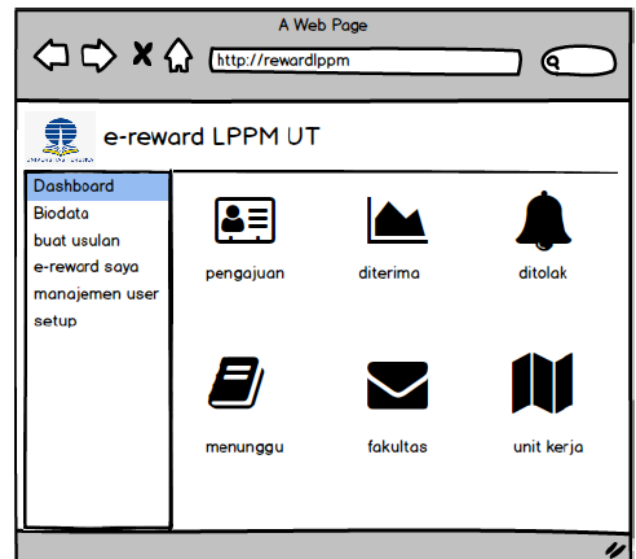 A Web Page
http://rewardlppm
e-reward LPPM UT
Dashboard
Biodata
buat usulan
e-reward saya
manajemen user
setup
pengajuan
diterima
ditolak
menunggu
fakultas
unit kerja